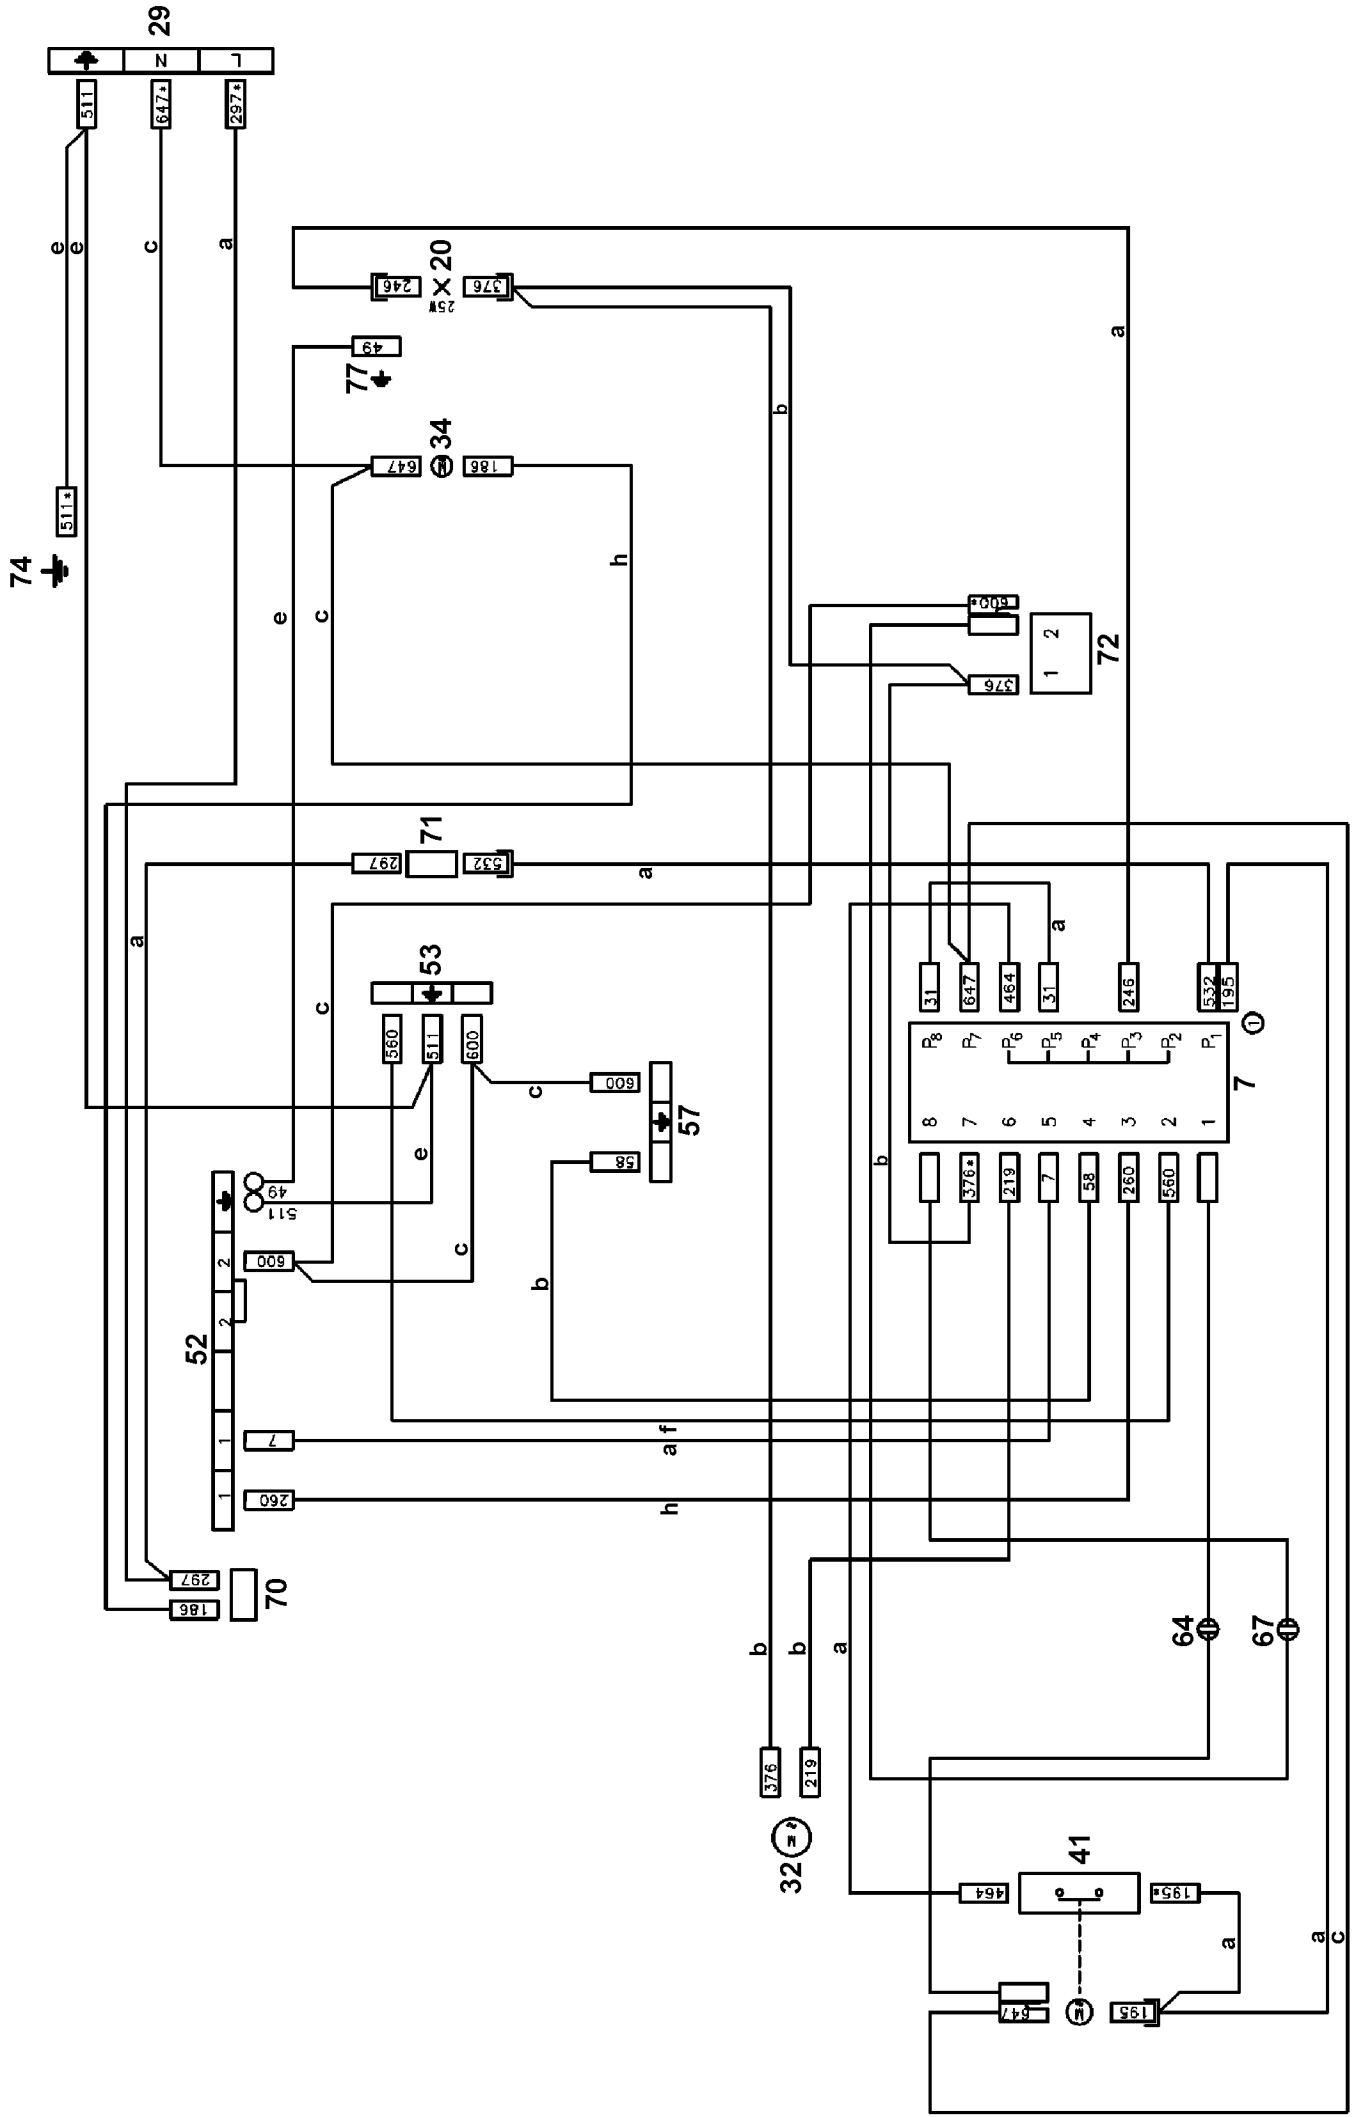 29
N
L
511
647*
297*
e
e
c
a
246
20
25W
376
49
77
a
b
34
647
186
511*
74
h
e
c
600*
2
1
72
376
71
297
532
a
a
a
53
c
560
511
600
31
647
464
31
246
532
195
1
P8
P7
P6
P5
P4
P3
P2
P1
7
8
7
6
5
4
3
2
1
600
57
58
c
e
b
376*
219
7
58
260
560
49
511
600
2
2
52
c
b
1
7
1
260
f
a
h
297
186
70
b
b
a
64
67
376
219
32
M
~
41
464
195*
a
a
c
647
M
~
195